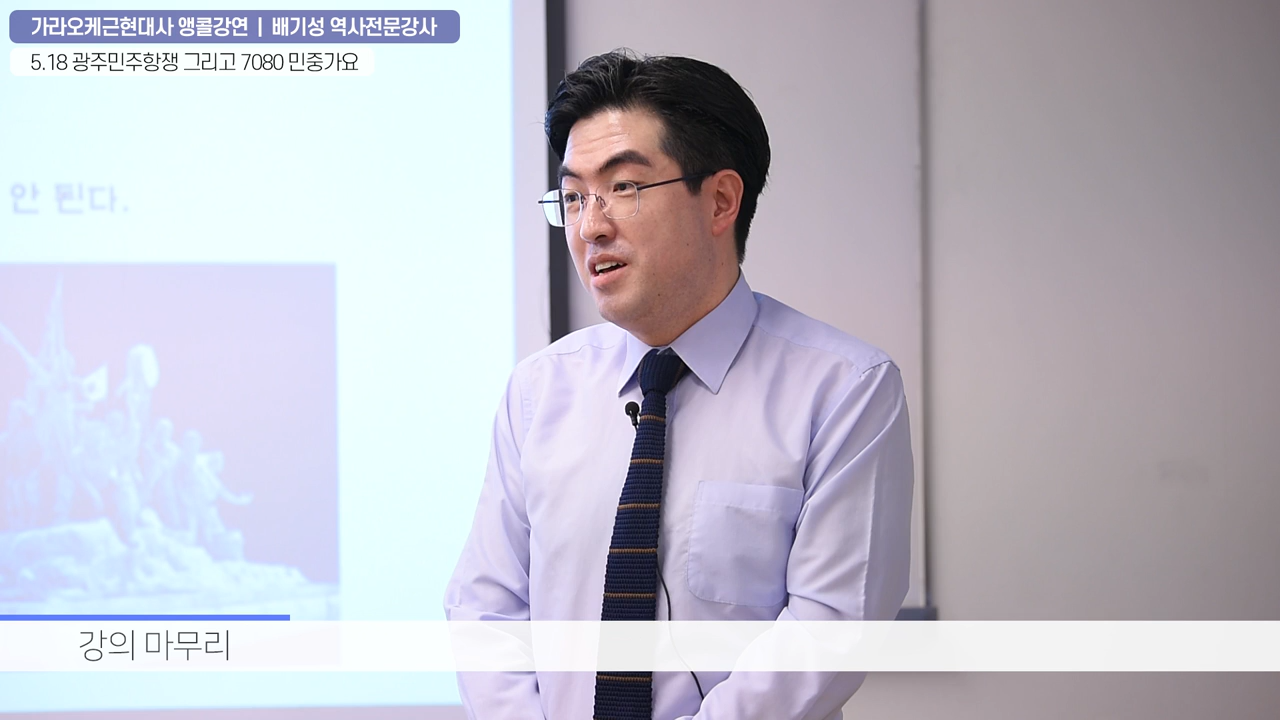 가라오케근현대사 앵콜강연 | 배기성 역사전문강사
5.18 광주민주항쟁 그리고 7080 민중가요
안 된다.
강의 마무리